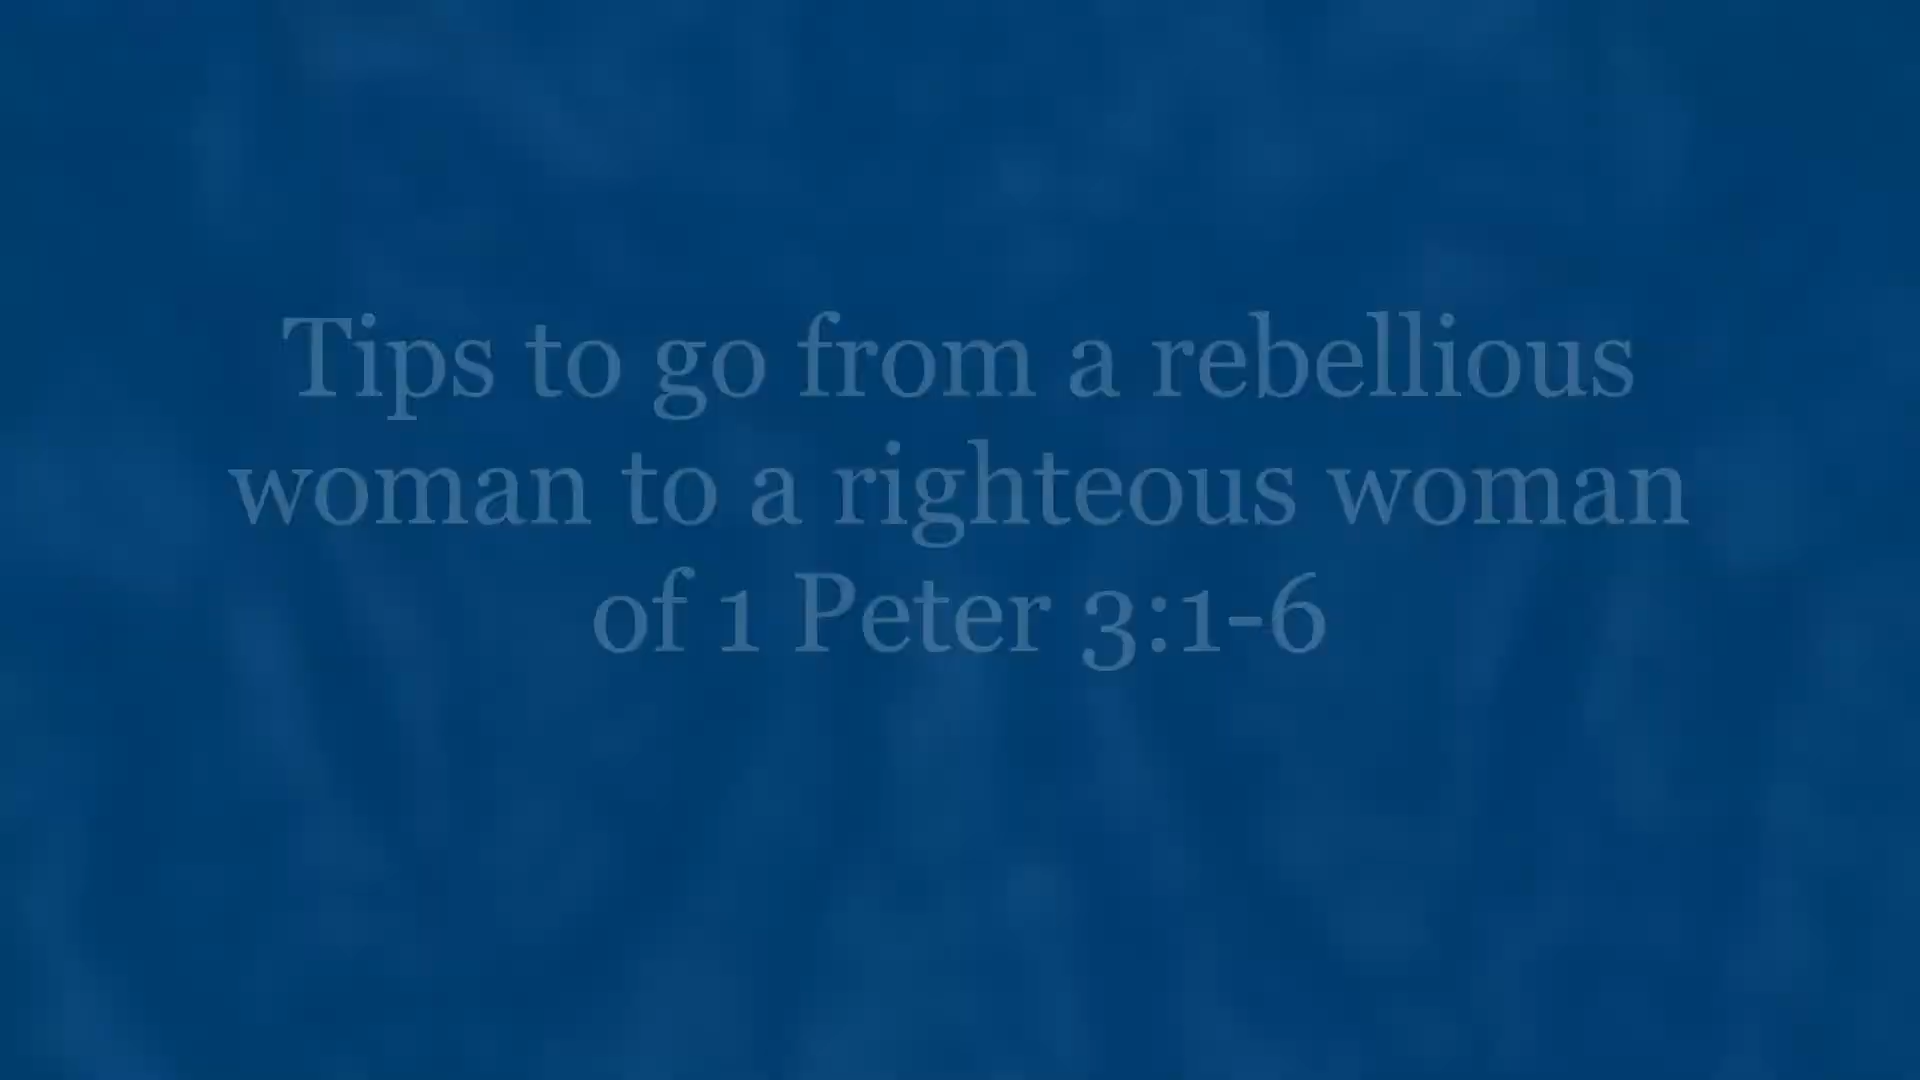 Tips to go from a rebellious
woman to a righteous woman
of 1 Peter 3:1-6